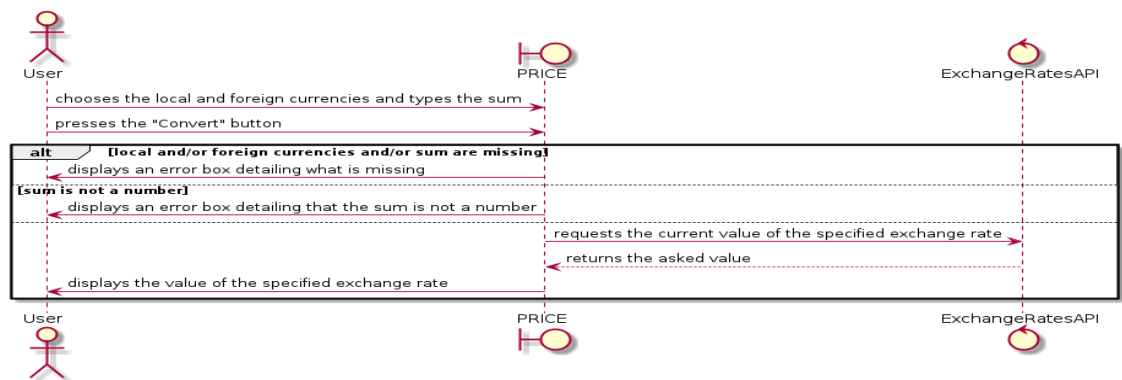 User
PRICE
ExchangeRatesAPI
chooses the local and foreign currencies and types the sum
presses the "Convert" button
alt [local and/or foreign currencies and/or sum are missing]
displays an error box detailing what is missing
[sum is not a number]
displays an error box detailing that the sum is not a number
requests the current value of the specified exchange rate
returns the asked value
displays the value of the specified exchange rate
User
PRICE
ExchangeRatesAPI